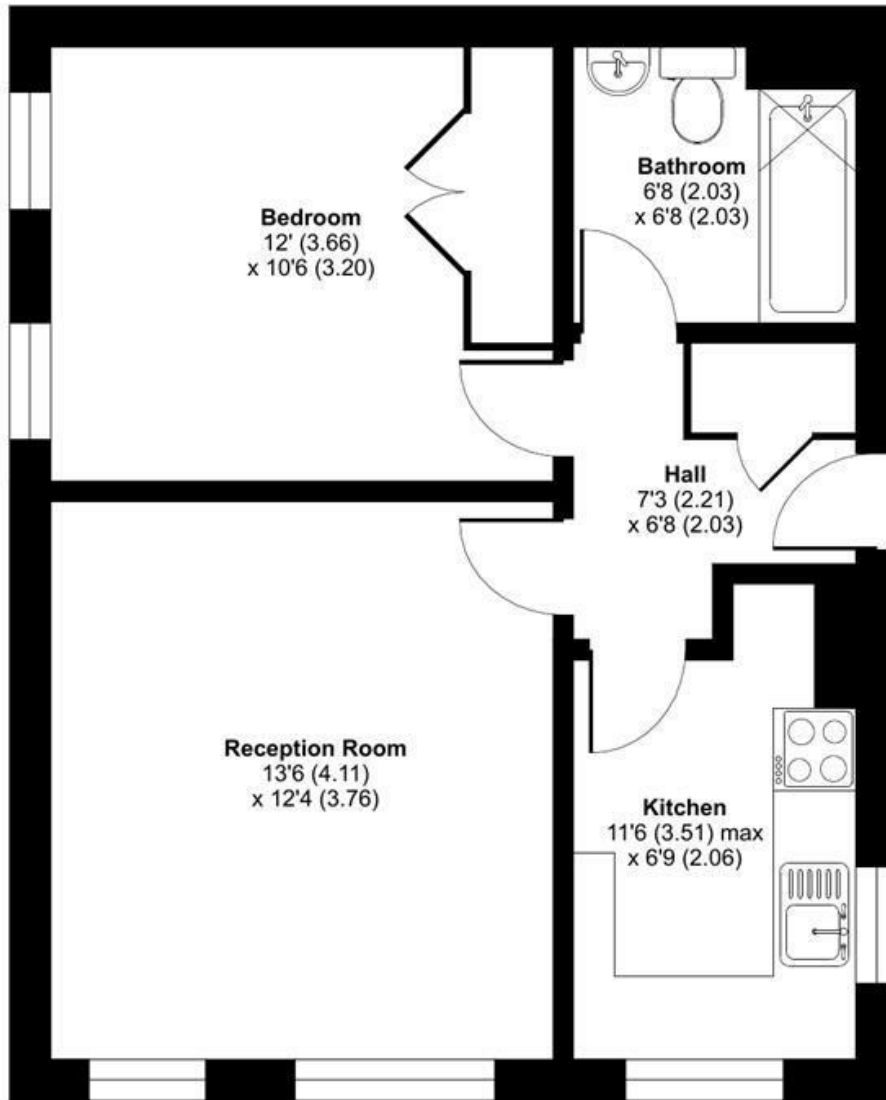 Bedroom
12' (3.66)
x 10'6 (3.20)
Bathroom
6'8 (2.03)
x 6'8 (2.03)
Hall
7'3 (2.21)
x 6'8 (2.03)
Reception Room
13'6 (4.11)
x 12'4 (3.76)
Kitchen
11'6 (3.51) max
x 6'9 (2.06)